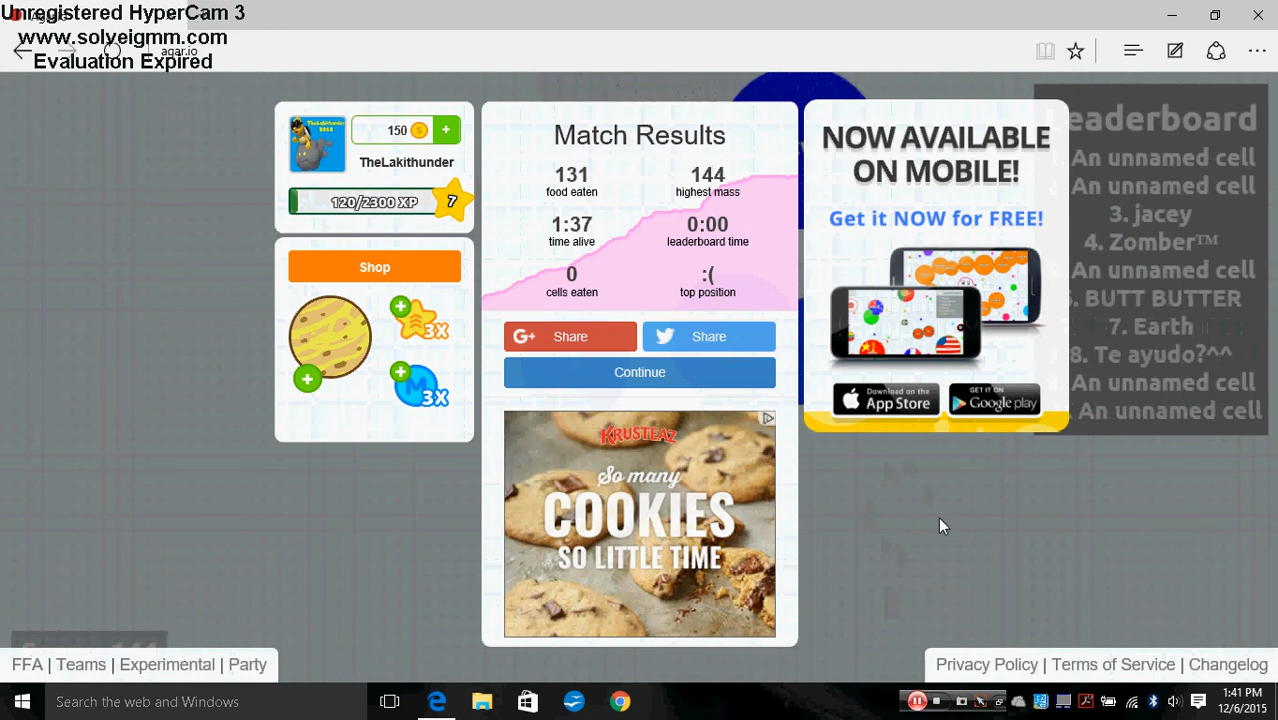 Unregistered HyperCam 3
www.solveigmm.com
Evaluation Expired
agar.io
150
TheLakithunder
120/2300 XP
7
Shop
3X
M
3X
Match Results
131
food eaten
144
highest mass
1:37
time alive
0:00
leaderboard time
0
cells eaten
:(
top position
G+ Share
Share
Continue
KRUSTEAZ
So many
COOKIES
SO LITTLE TIME
NOW AVAILABLE
ON MOBILE!
Get it NOW for FREE!
Download on the
App Store
GET IT ON
Google play
eaderboard
An unnamed cell
An unnamed cell
3. jacey
4. Zomber™
An unnamed cell
BUTT BUTTER
7. Earth
8. Te ayudo?^^
An unnamed cell
An unnamed cell
FFA | Teams | Experimental | Party
Privacy Policy | Terms of Service | Changelog
Search the web and Windows
1:41 PM
12/6/2015